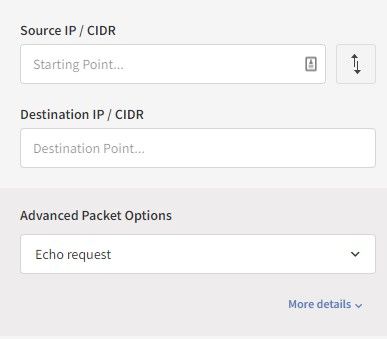 Source IP / CIDR
Starting Point...
Destination IP / CIDR
Destination Point...
Advanced Packet Options
Echo request
More details